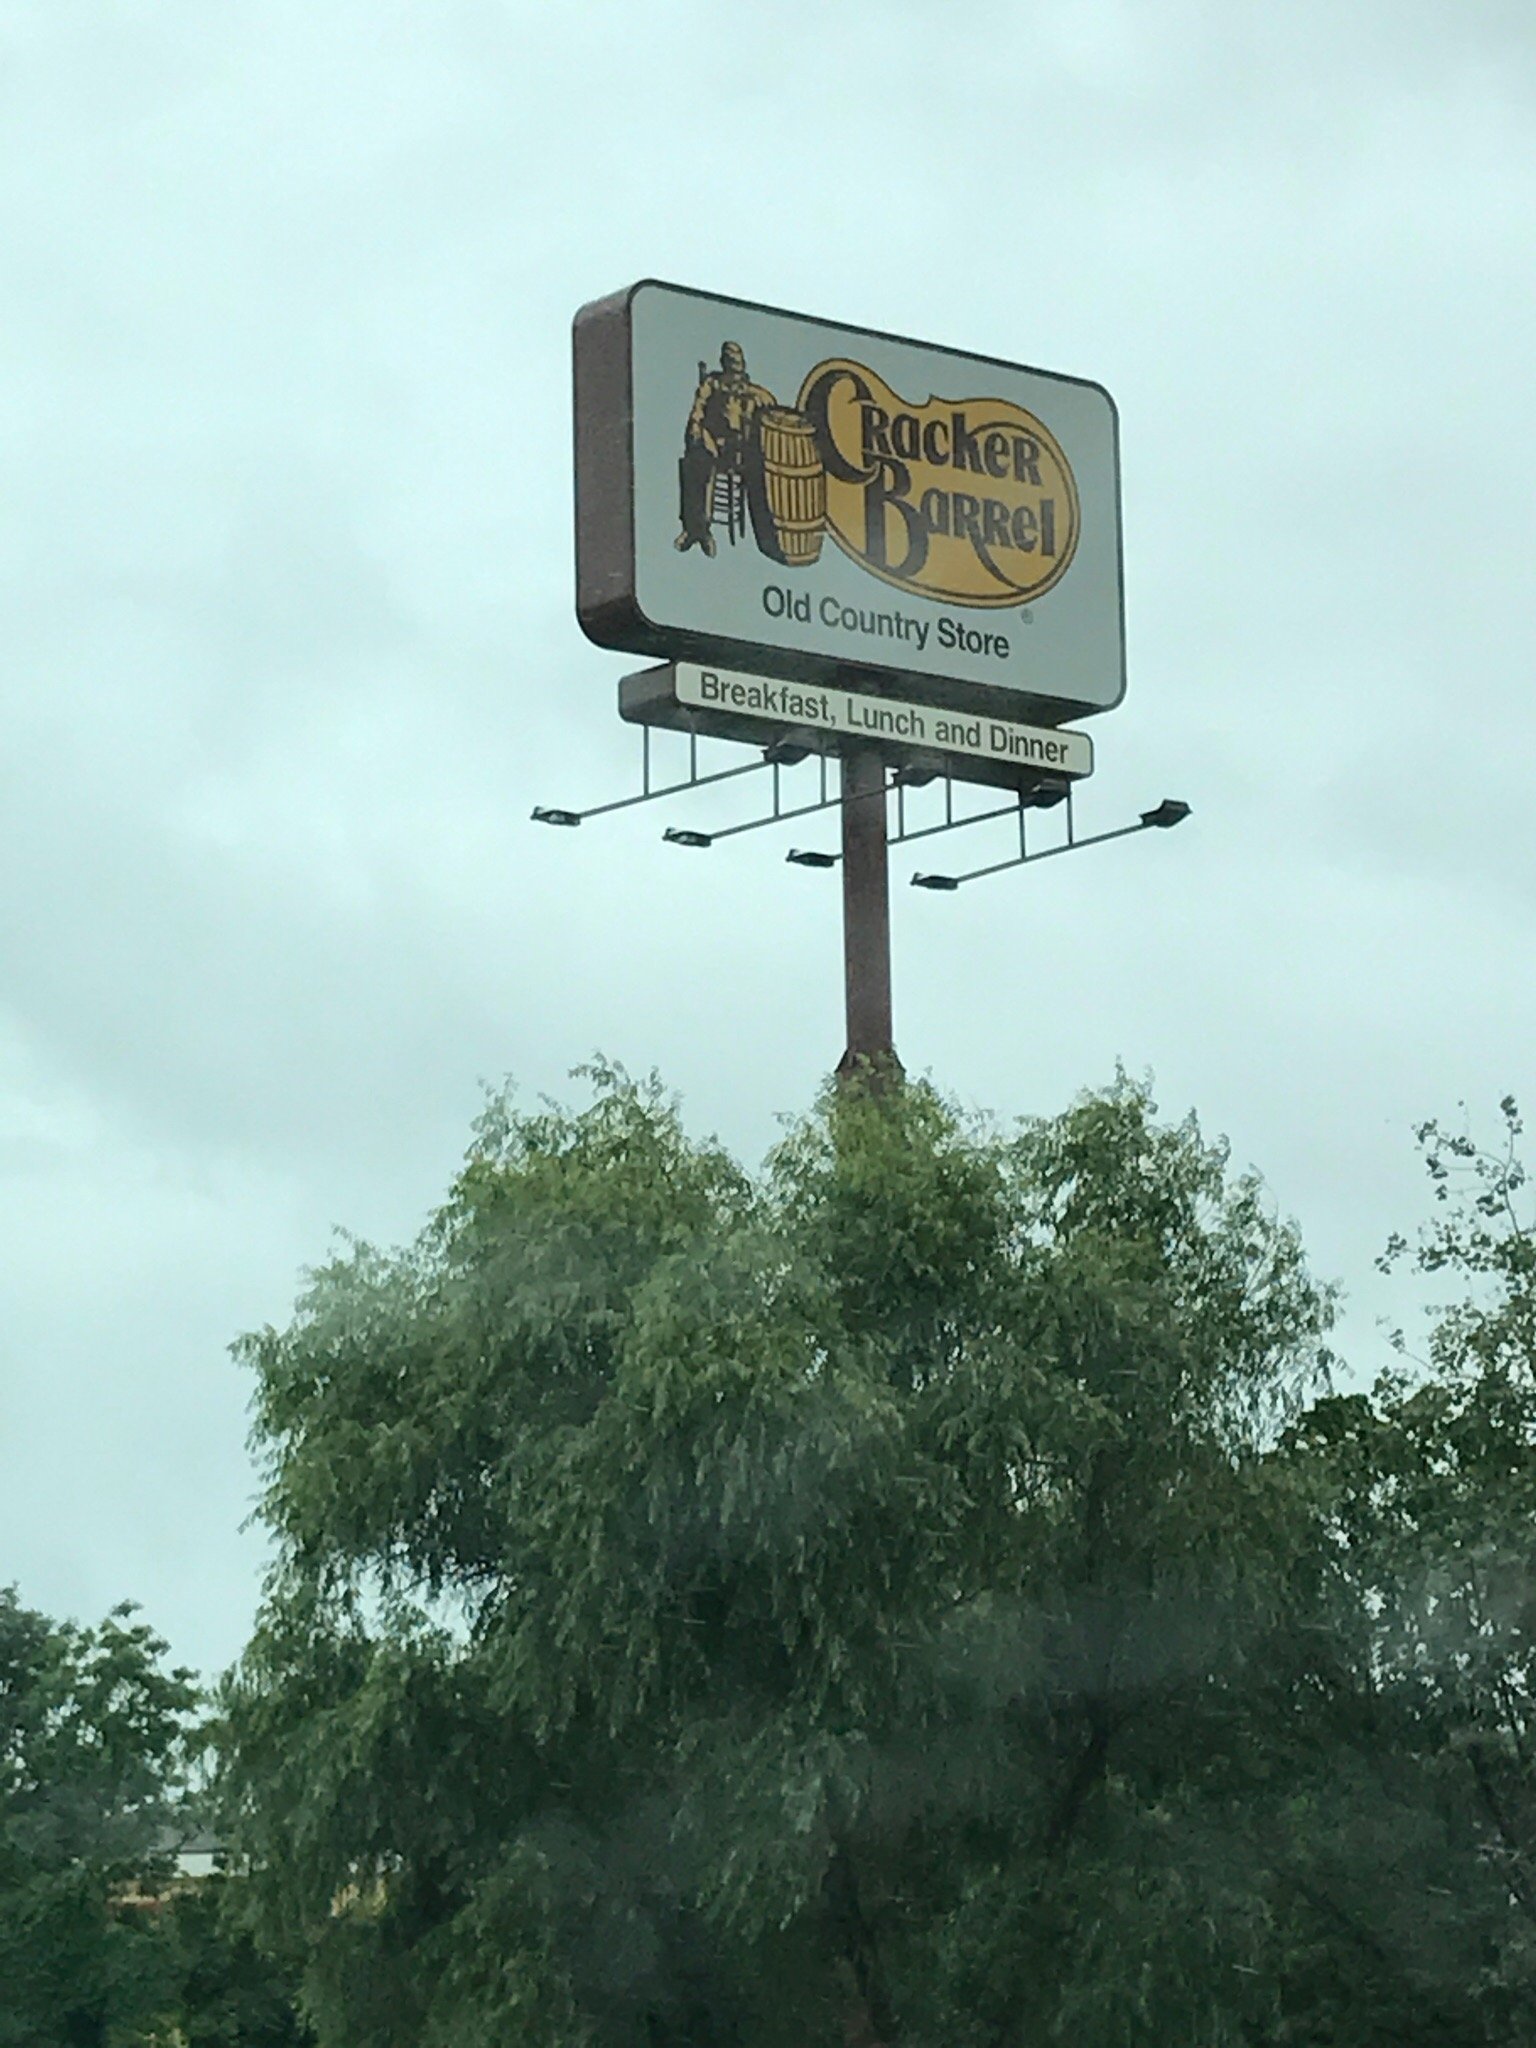 Cracker
Barrel
®
Old Country Store
Breakfast, Lunch and Dinner